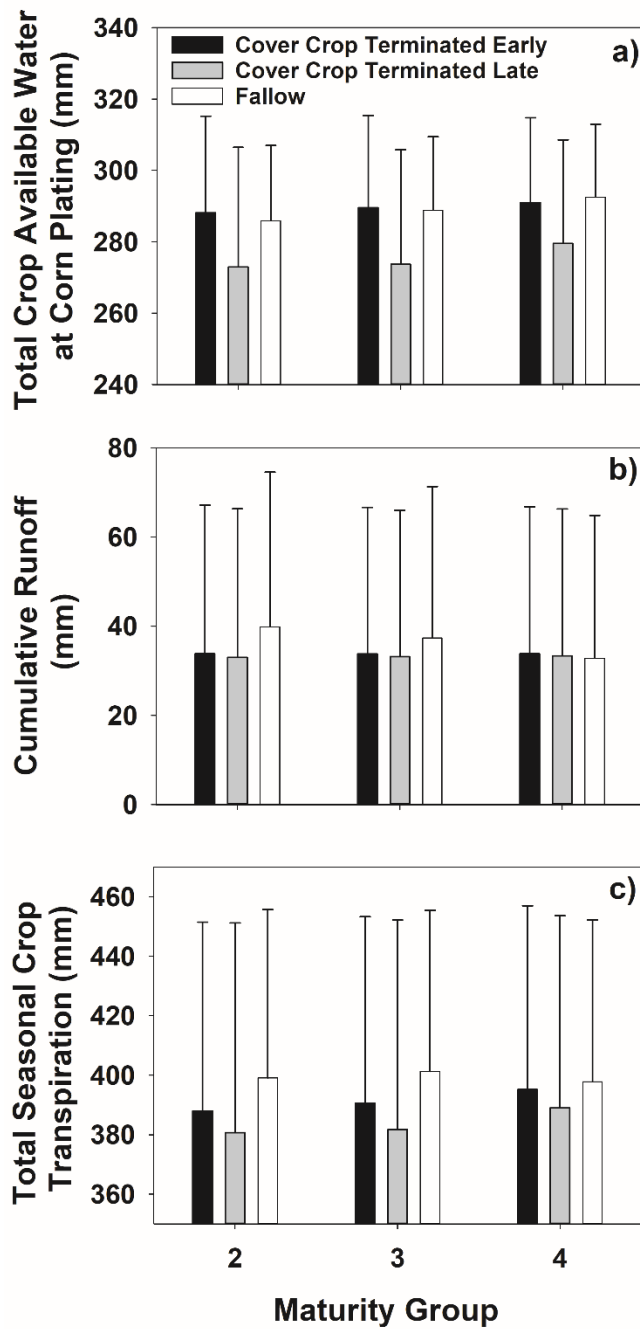 Total Crop Available Water
at Corn Plating (mm)
340
320
300
280
260
240
Cover Crop Terminated Early
Cover Crop Terminated Late
Fallow
a)
Cumulative Runoff
(mm)
80
60
40
20
0
b)
Total Seasonal Crop
Transpiration (mm)
460
440
420
400
380
360
c)
2 3 4
Maturity Group